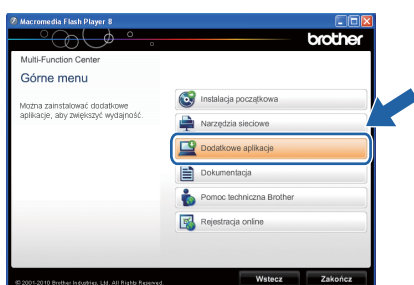 Macromedia Flash Player 8
brother
Multi-Function Center
Górne menu
Można zainstalować dodatkowe
aplikacje, aby zwiększyć wydajność.
Instalacja początkowa
Narzędzia sieciowe
Dodatkowe aplikacje
Dokumentacja
Pomoc techniczna Brother
Rejestracja online
© 2001-2010 Brother Industries, Ltd. All Rights Reserved.
Wstecz
Zakończ